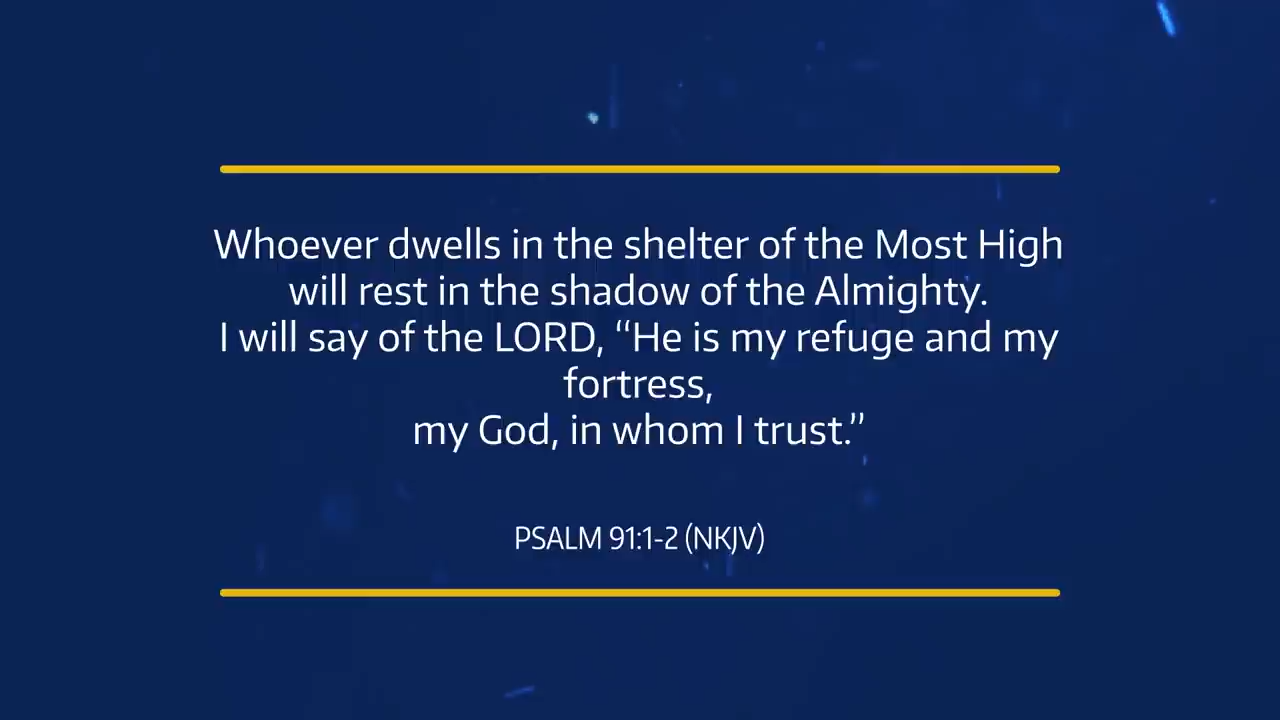 Whoever dwells in the shelter of the Most High
will rest in the shadow of the Almighty.
I will say of the LORD, “He is my refuge and my
fortress,
my God, in whom I trust.”
PSALM 91:1-2 (NKJV)